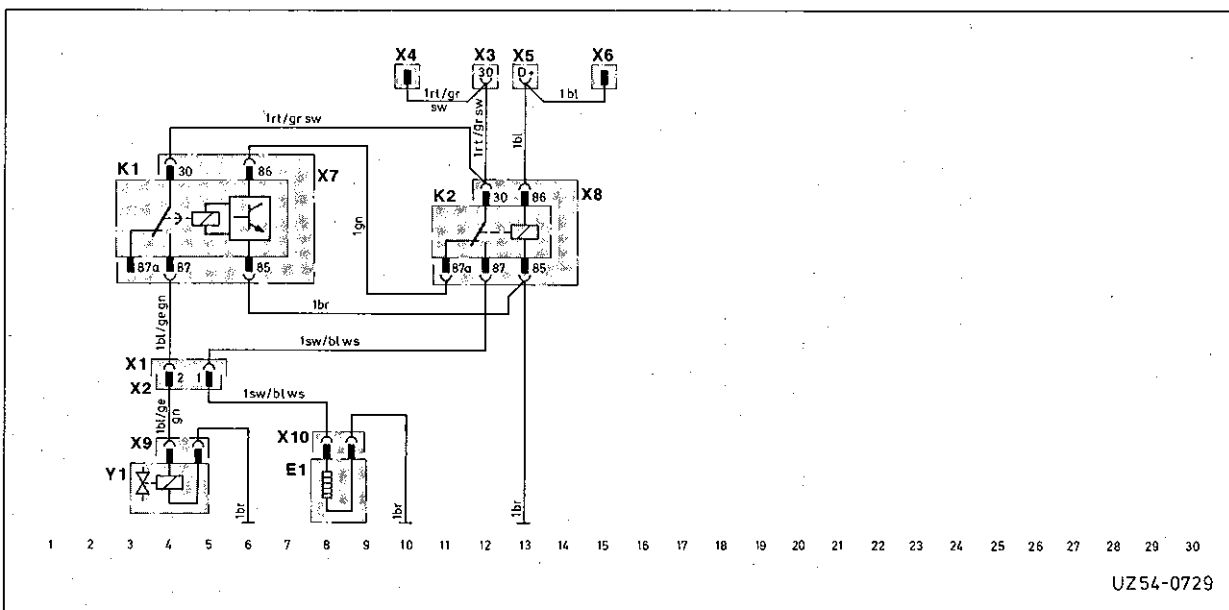 X4 X3 X5 X6
30 D+
1rt/gr sw
1bl
1rt/gr sw
1rt/gr sw
1bl
K1 30 86 X7
K2 30 86 X8
1gn
87a 87 85
87a 87 85
1br
1bl/ge gn
1sw/bl ws
X1
X2 2 1
1sw/bl ws
1bl/ge gn
X9
X10
Y1
E1
1br
1br
1br
1 2 3 4 5 6 7 8 9 10 11 12 13 14 15 16 17 18 19 20 21 22 23 24 25 26 27 28 29 30
UZ54-0729